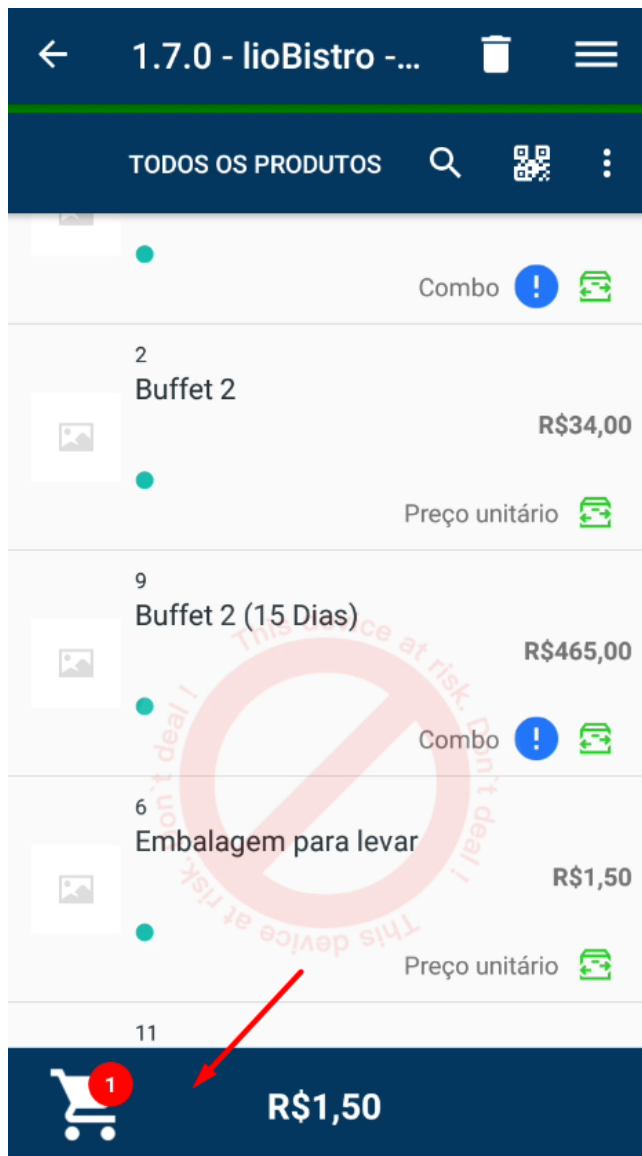 1.7.0 - lioBistro -...
TODOS OS PRODUTOS
Combo !
2
Buffet 2
R$34,00
Preço unitário
9
Buffet 2 (15 Dias)
R$465,00
Combo !
6
Embalagem para levar
R$1,50
Preço unitário
This device at risk. Don`t deal !
This device at risk. Don`t deal !
11
1
R$1,50